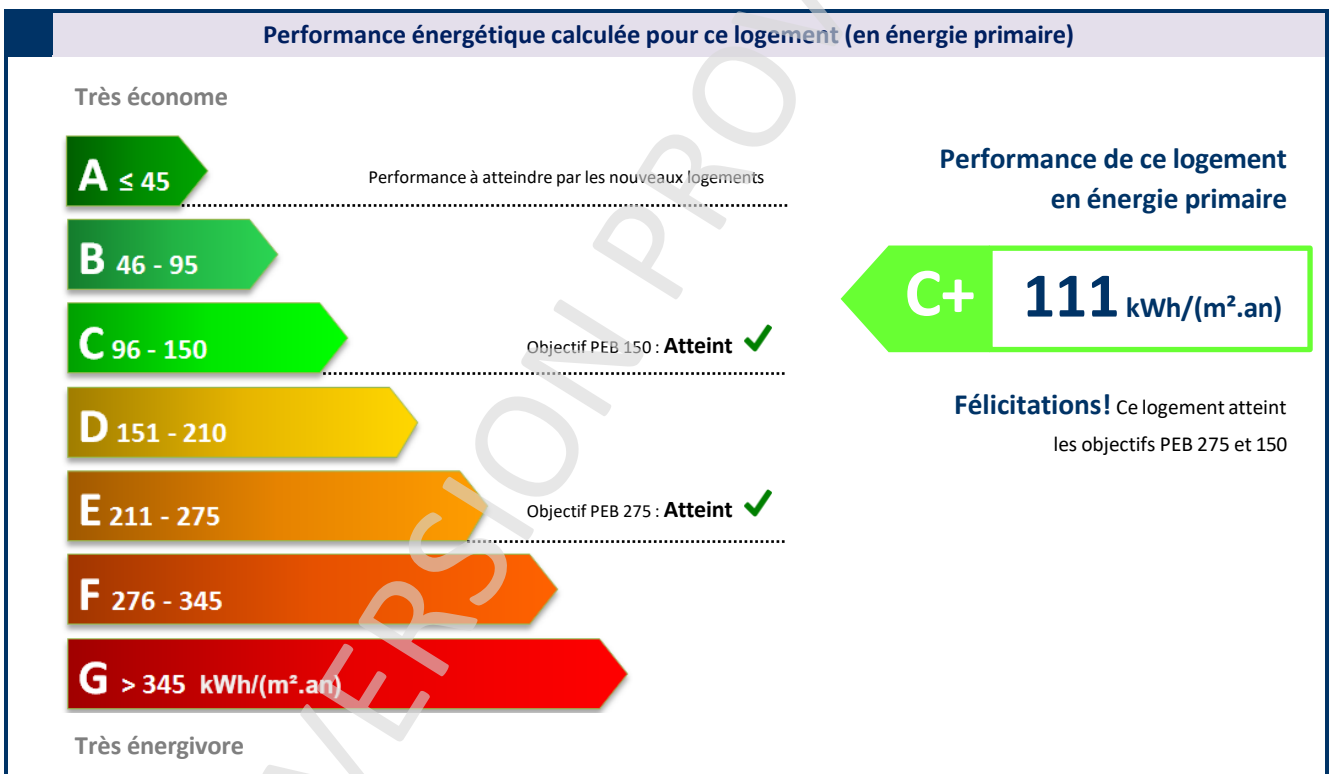 Performance énergétique calculée pour ce logement (en énergie primaire)
Très économe
A ≤ 45
Performance à atteindre par les nouveaux logements
B 46 - 95
C 96 - 150
Objectif PEB 150 : Atteint
D 151 - 210
E 211 - 275
Objectif PEB 275 : Atteint
F 276 - 345
G > 345 kWh/(m².an)
Très énergivore
Performance de ce logement
en énergie primaire
C+ 111 kWh/(m².an)
Félicitations! Ce logement atteint
les objectifs PEB 275 et 150
VERSION PROV